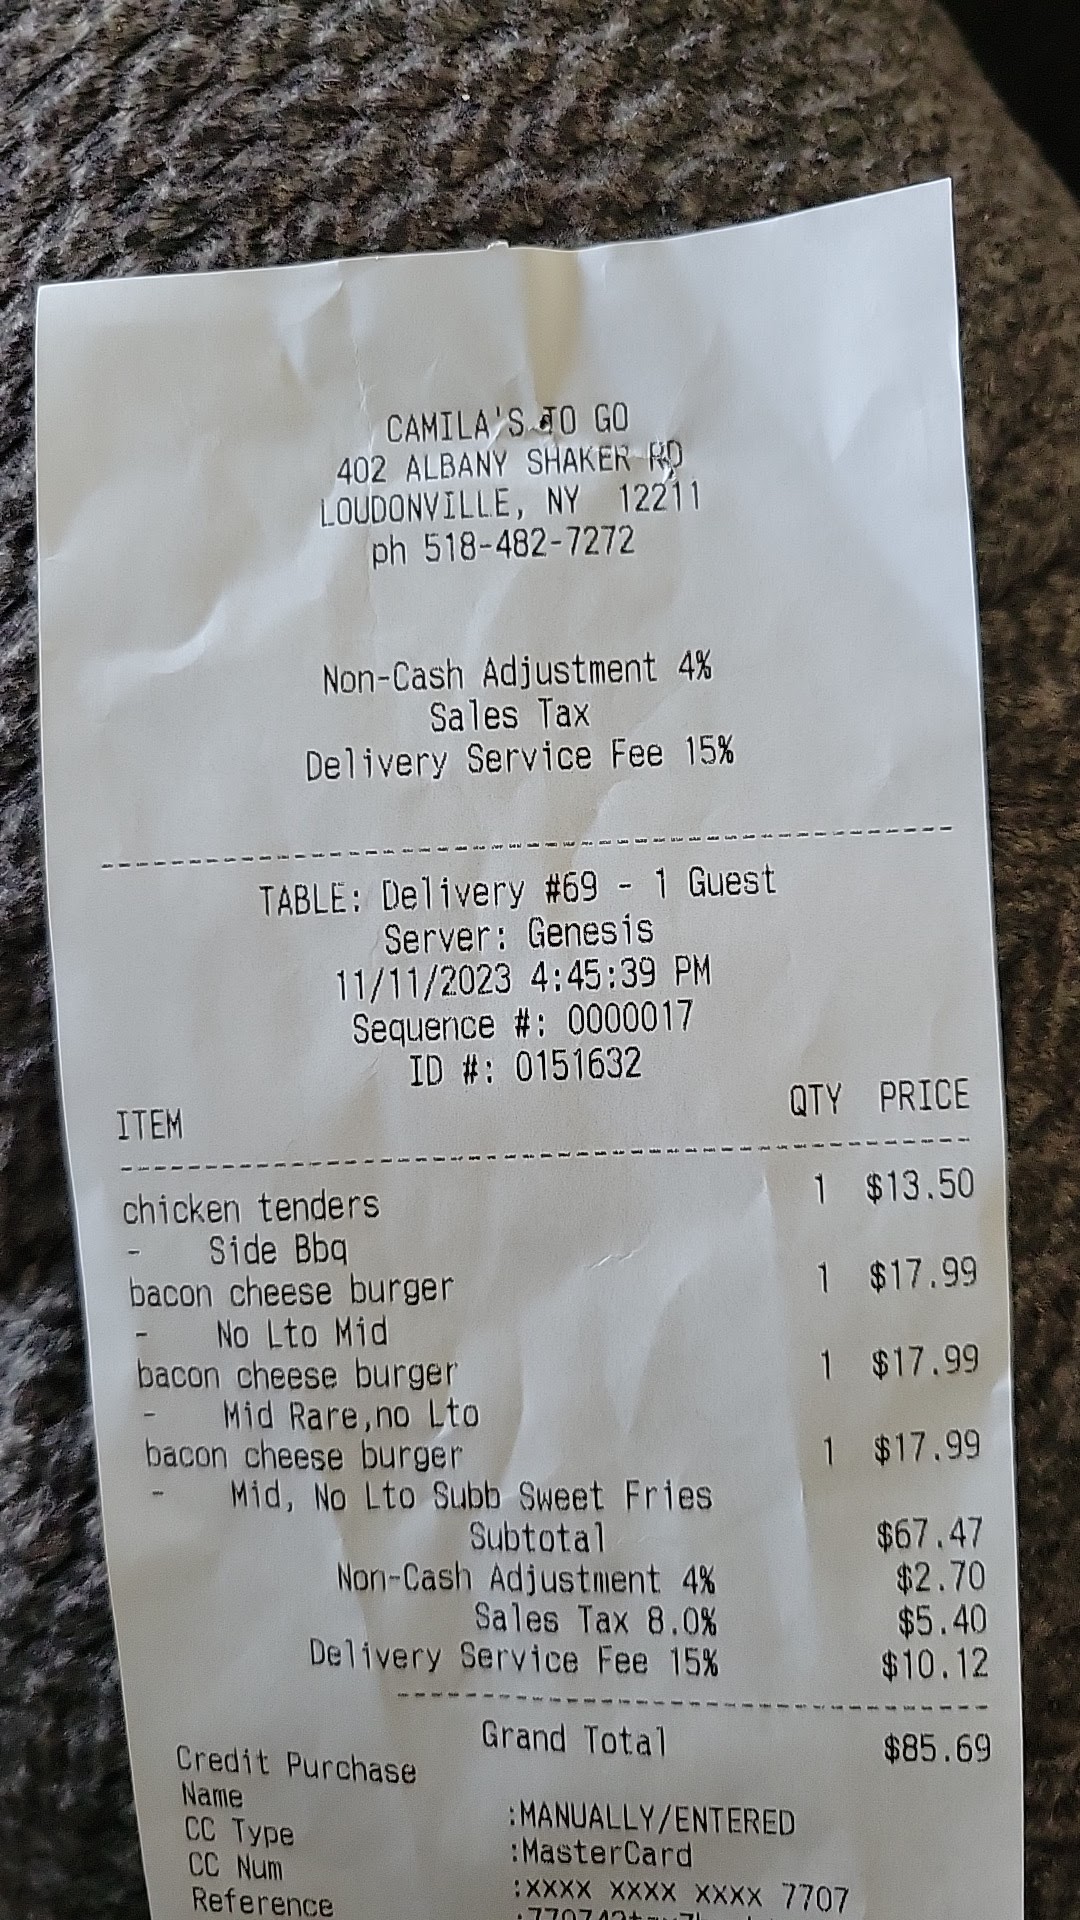 CAMILA'S TO GO
402 ALBANY SHAKER RD
LOUDONVILLE, NY 12211
ph 518-482-7272
Non-Cash Adjustment 4%
Sales Tax
Delivery Service Fee 15%
TABLE: Delivery #69 - 1 Guest
Server: Genesis
11/11/2023 4:45:39 PM
Sequence #: 0000017
ID #: 0151632
ITEM QTY PRICE
chicken tenders 1 $13.50
- Side Bbq
bacon cheese burger 1 $17.99
- No Lto Mid
bacon cheese burger 1 $17.99
- Mid Rare,no Lto
bacon cheese burger 1 $17.99
- Mid, No Lto Subb Sweet Fries
Subtotal $67.47
Non-Cash Adjustment 4% $2.70
Sales Tax 8.0% $5.40
Delivery Service Fee 15% $10.12
Grand Total $85.69
Credit Purchase
Name :MANUALLY/ENTERED
CC Type :MasterCard
CC Num :XXXX XXXX XXXX 7707
Reference